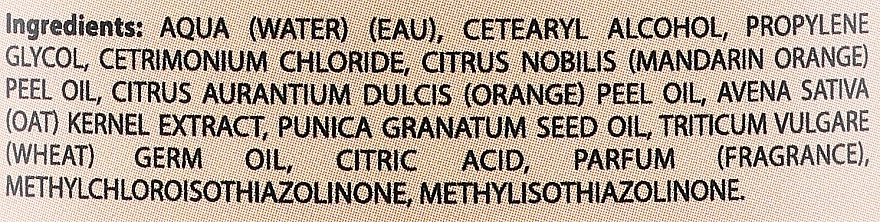 Ingredients: AQUA (WATER) (EAU), CETEARYL ALCOHOL, PROPYLENE
GLYCOL, CETRIMONIUM CHLORIDE, CITRUS NOBILIS (MANDARIN ORANGE)
PEEL OIL, CITRUS AURANTIUM DULCIS (ORANGE) PEEL OIL, AVENA SATIVA
(OAT) KERNEL EXTRACT, PUNICA GRANATUM SEED OIL, TRITICUM VULGARE
(WHEAT) GERM OIL, CITRIC ACID, PARFUM (FRAGRANCE),
METHYLCHLOROISOTHIAZOLINONE, METHYLISOTHIAZOLINONE.